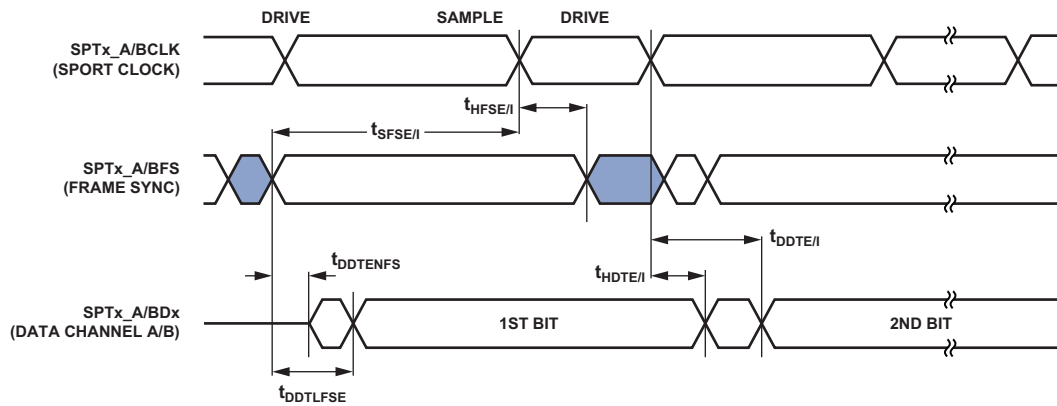 DRIVE SAMPLE DRIVE
SPTx_A/BCLK
(SPORT CLOCK)
tHFSE/I
tSFSE/I
SPTx_A/BFS
(FRAME SYNC)
tDDTE/I
tDDTENFS
tHDTE/I
SPTx_A/BDx
(DATA CHANNEL A/B)
1ST BIT 2ND BIT
tDDTLFSE